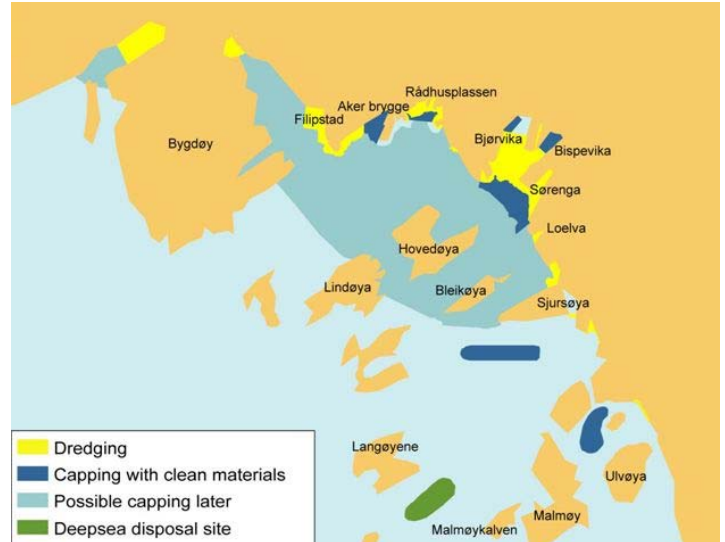 Rådhusplassen
Aker brygge
Filipstad
Bjørvika
Bispevika
Bygdøy
Sørenga
Loelva
Hovedøya
Lindøya
Bleikøya
Sjursøya
Langøyene
Ulvøya
Malmøy
Malmøykalven
Dredging
Capping with clean materials
Possible capping later
Deepsea disposal site